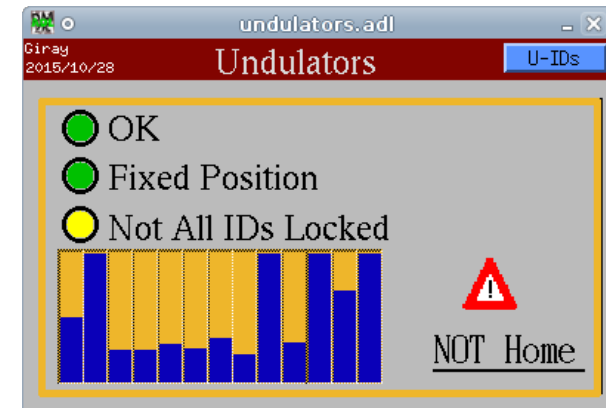 undulators.adl
Giray
2015/10/28
Undulators
U-IDs
OK
Fixed Position
Not All IDs Locked
!
NOT Home